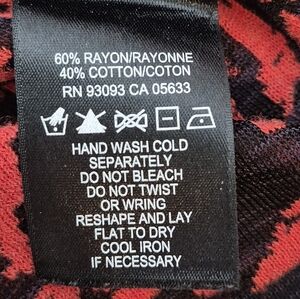 60% RAYON/RAYONNE
40% COTTON/COTON
RN 93093 CA 05633
HAND WASH COLD
SEPARATELY
DO NOT BLEACH
DO NOT TWIST
OR WRING
RESHAPE AND LAY
FLAT TO DRY
COOL IRON
IF NECESSARY